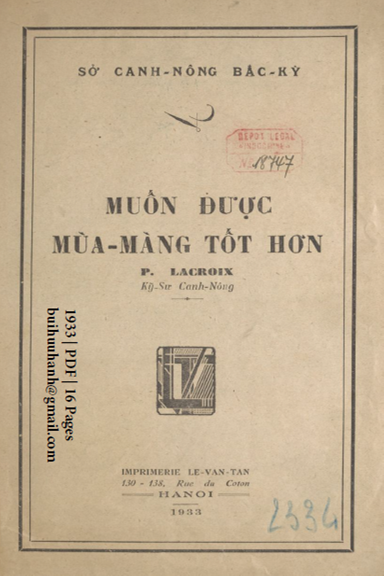 SỞ CANH-NÔNG BẮC-KỲ
DÉPOT LÉGAL
INDOCHINE
Nº 18747
MUỐN ĐƯỢC
MÙA-MÀNG TỐT HƠN
P. LACROIX
Kỹ-Sư Canh-Nông
IMPRIMERIE LE-VAN-TAN
130 - 138, Rue du Coton
HANOI
1933
2334
1933 | PDF | 16 Pages
buihuuhanh@gmail.com